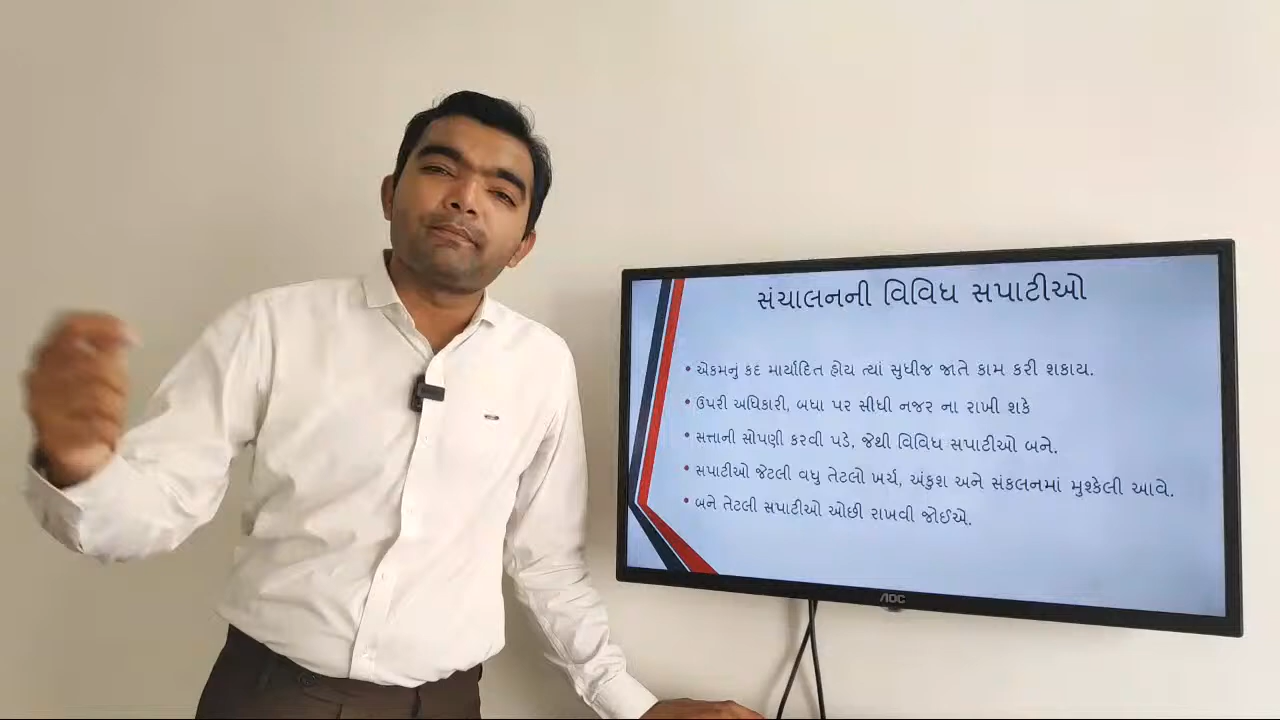 સંચાલનની વિવિધ સપાટીઓ
• એકમનું કદ માર્યાદિત હોય ત્યાં સુધીજ જાતે કામ કરી શકાય.
• ઉપરી અધિકારી, બધા પર સીધી નજર ના રાખી શકે
• સત્તાની સોપણી કરવી પડે, જેથી વિવિધ સપાટીઓ બને.
• સપાટીઓ જેટલી વધુ તેટલો ખર્ચ, અંકુશ અને સંકલનમાં મુશ્કેલી આવે.
• બને તેટલી સપાટીઓ ઓછી રાખવી જોઈએ.
AOC